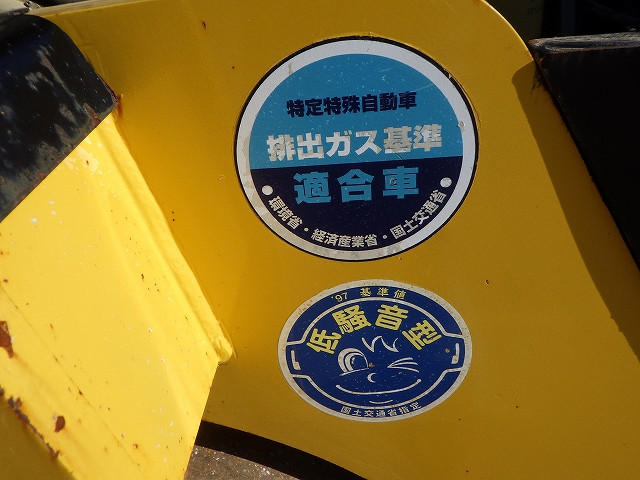 特定特殊自動車
排出ガス基準
適合車
環境省・経済産業省・国土交通省
'97 基準値
低騒音型
国土交通省指定